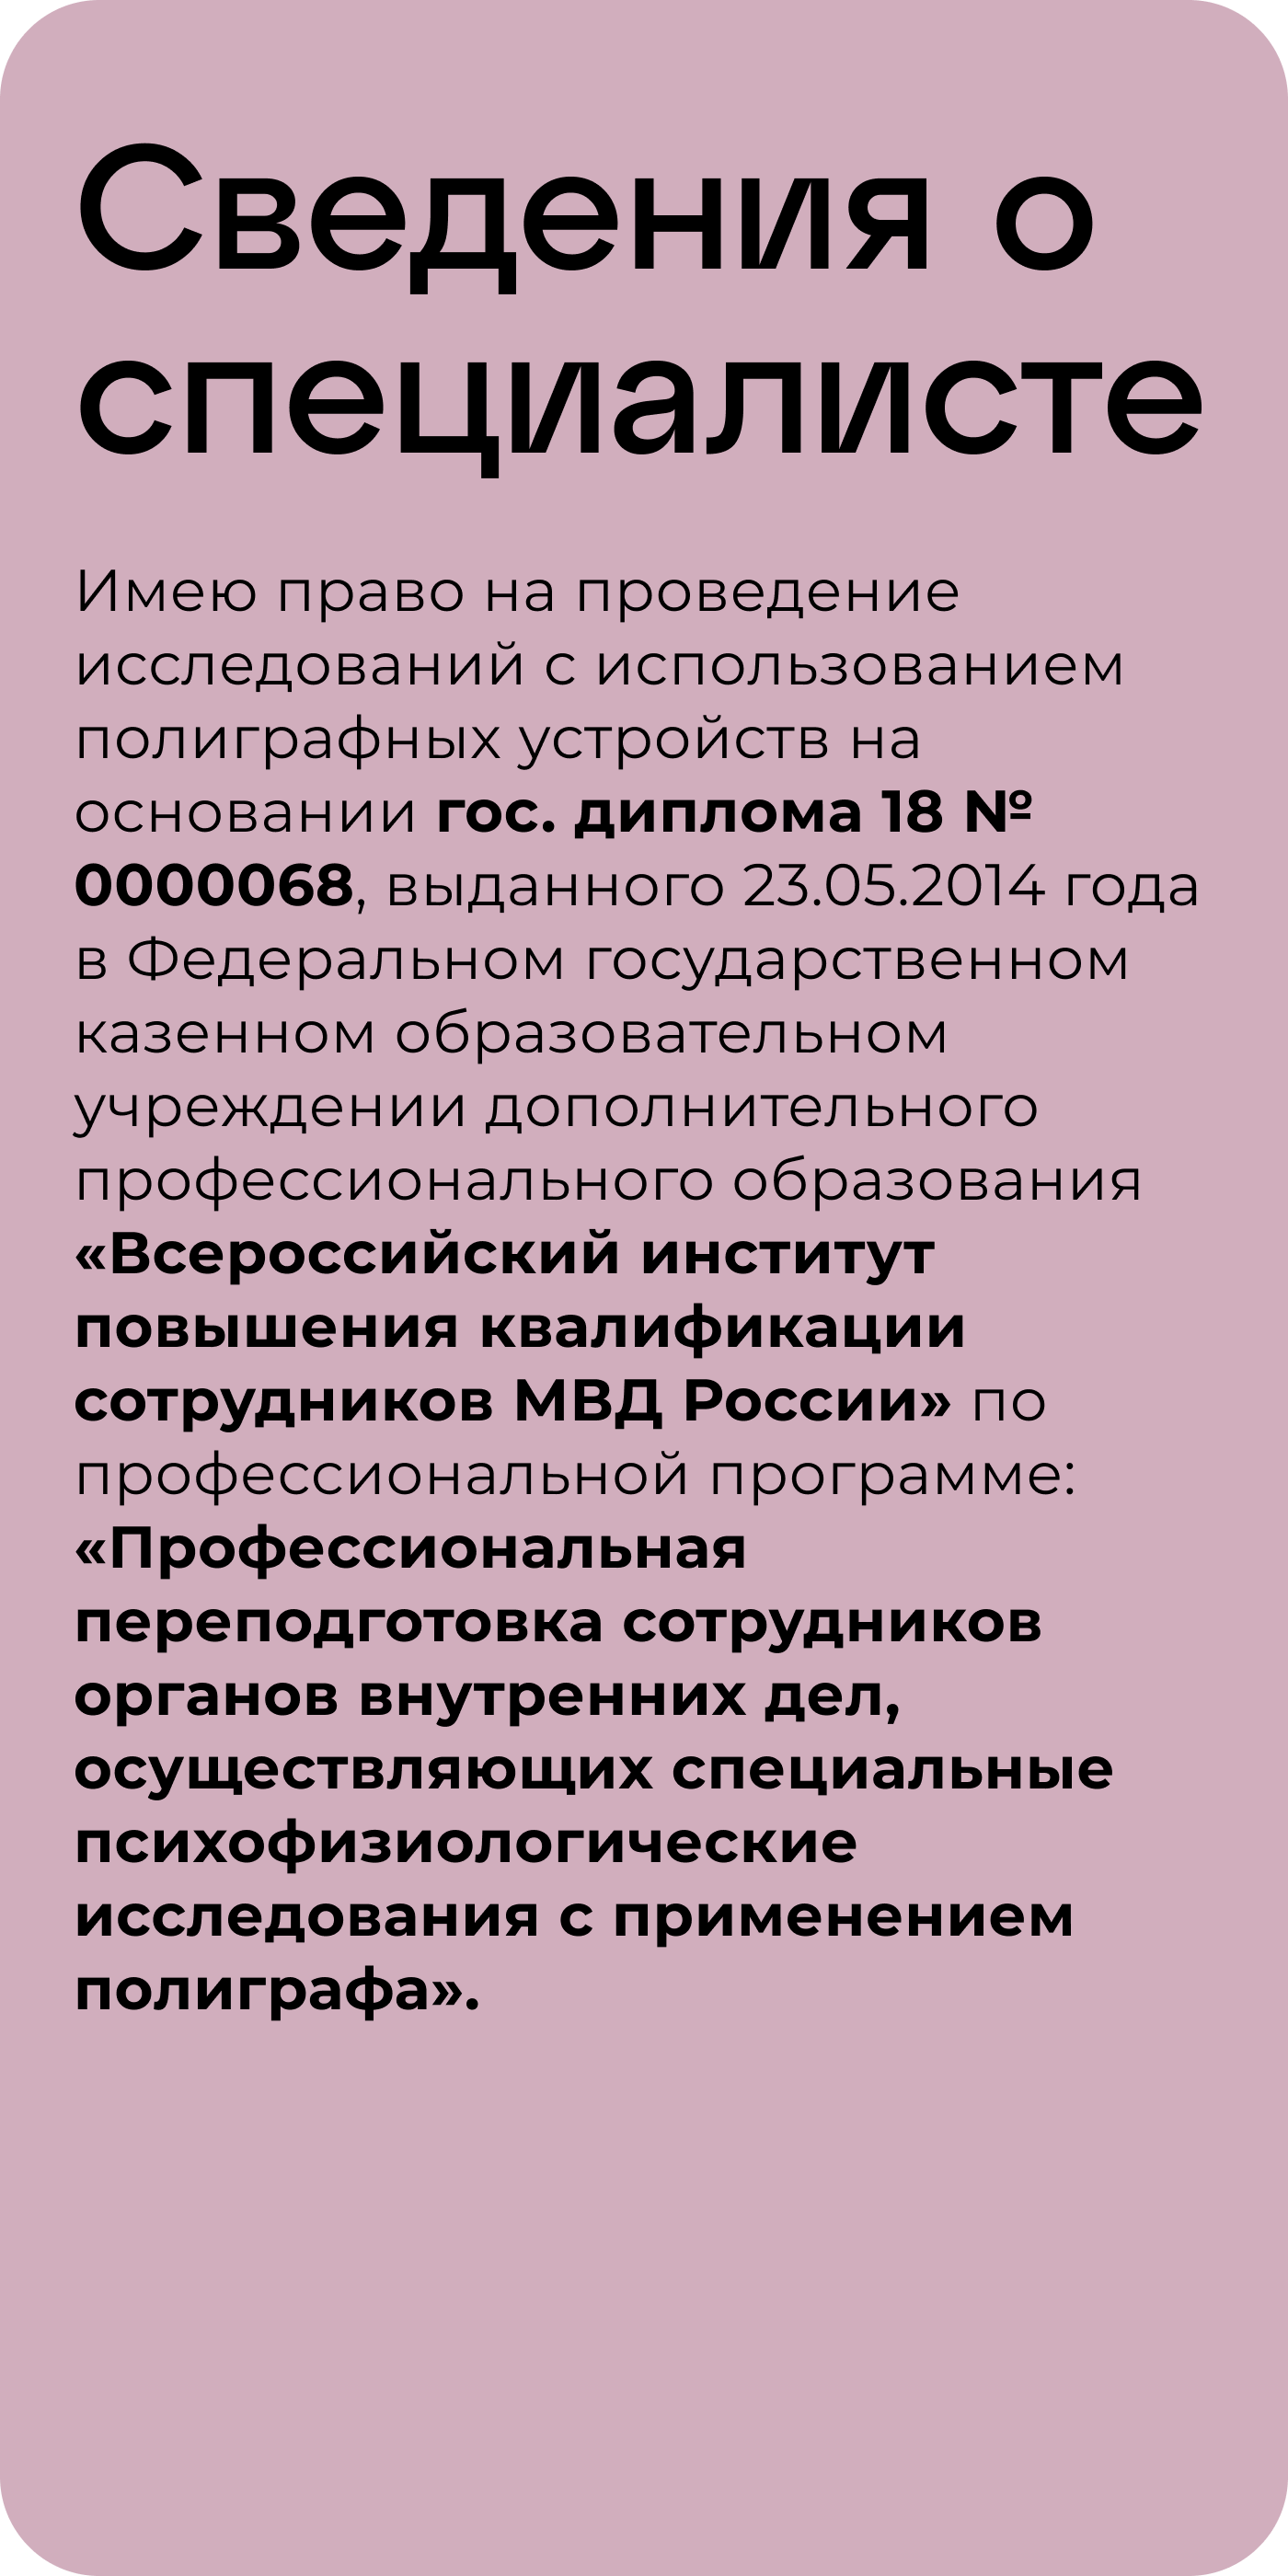 Сведения о
специалисте
Имею право на проведение
исследований с использованием
полиграфных устройств на
основании гос. диплома 18 №
0000068, выданного 23.05.2014 года
в Федеральном государственном
казенном образовательном
учреждении дополнительного
профессионального образования
«Всероссийский институт
повышения квалификации
сотрудников МВД России» по
профессиональной программе:
«Профессиональная
переподготовка сотрудников
органов внутренних дел,
осуществляющих специальные
психофизиологические
исследования с применением
полиграфа».